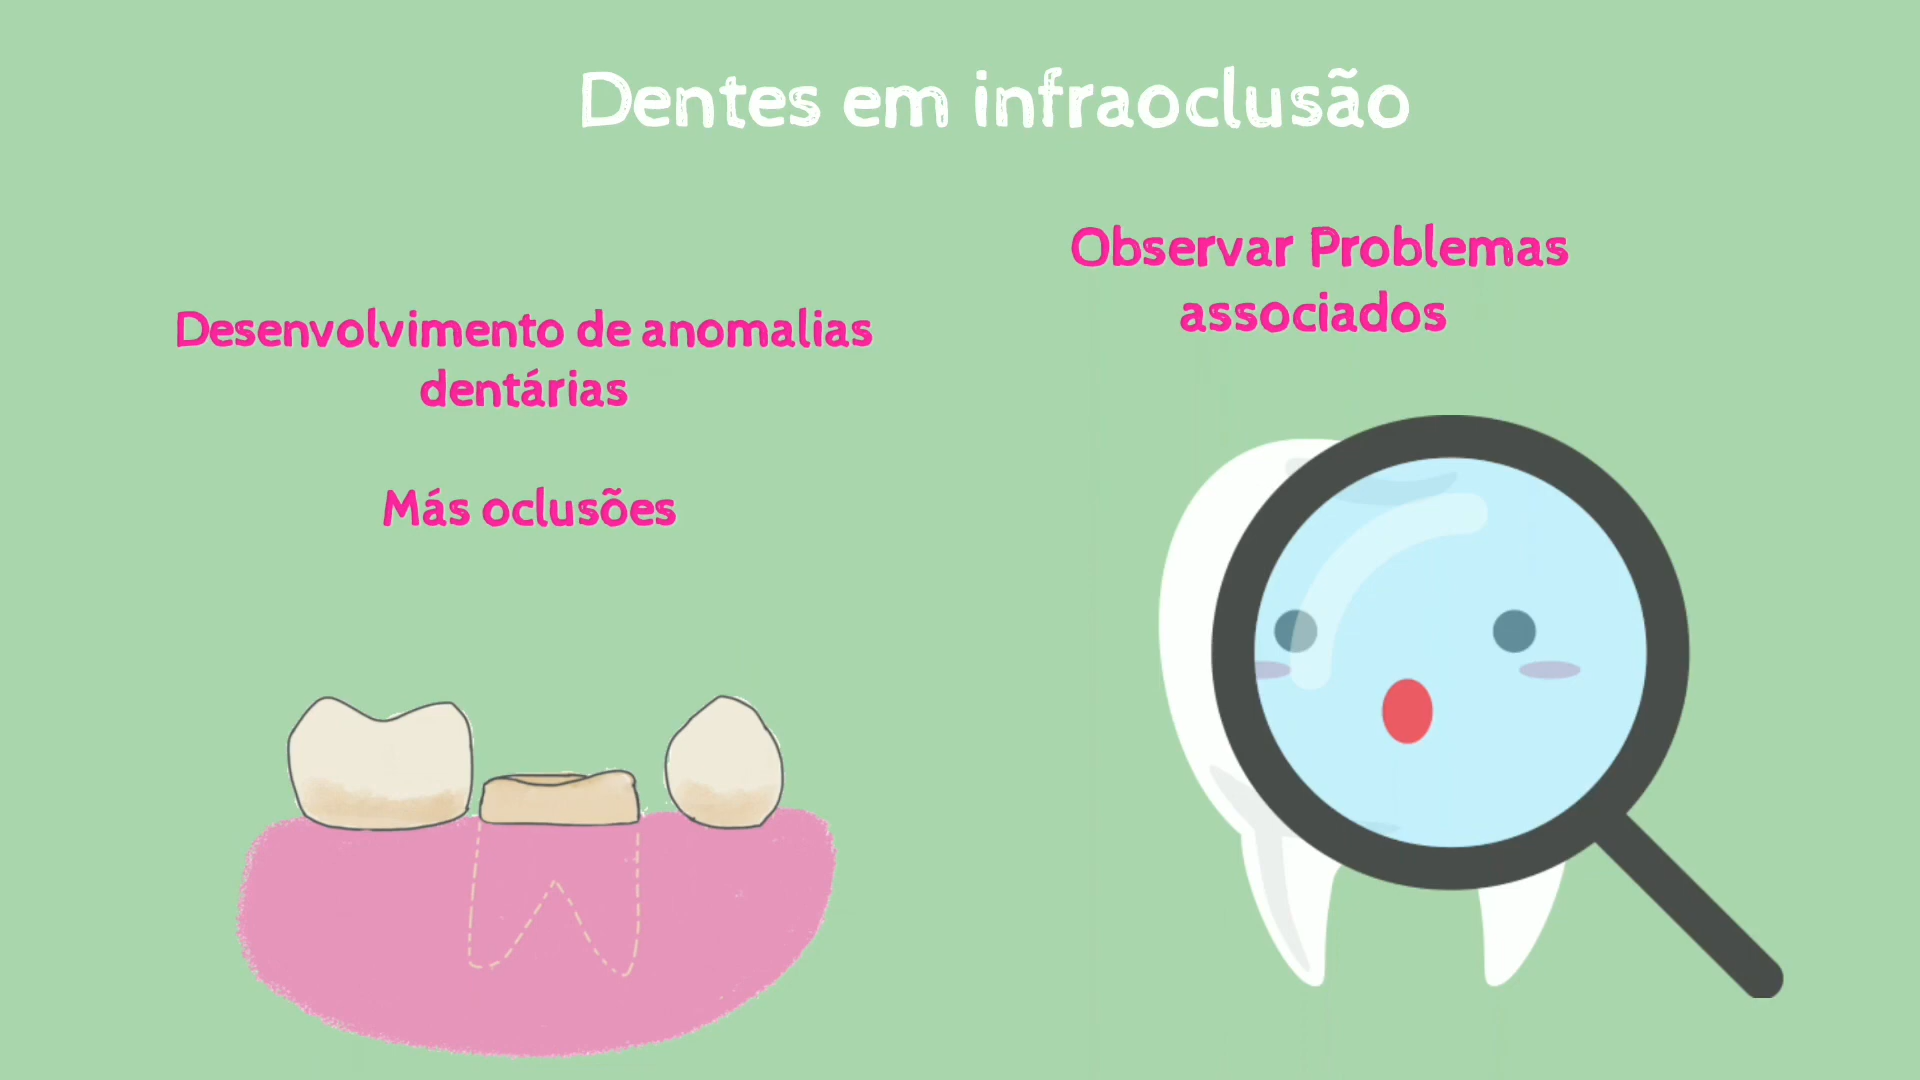 Dentes em infraoclusão
Desenvolvimento de anomalias
dentárias
Más oclusões
Observar Problemas
associados